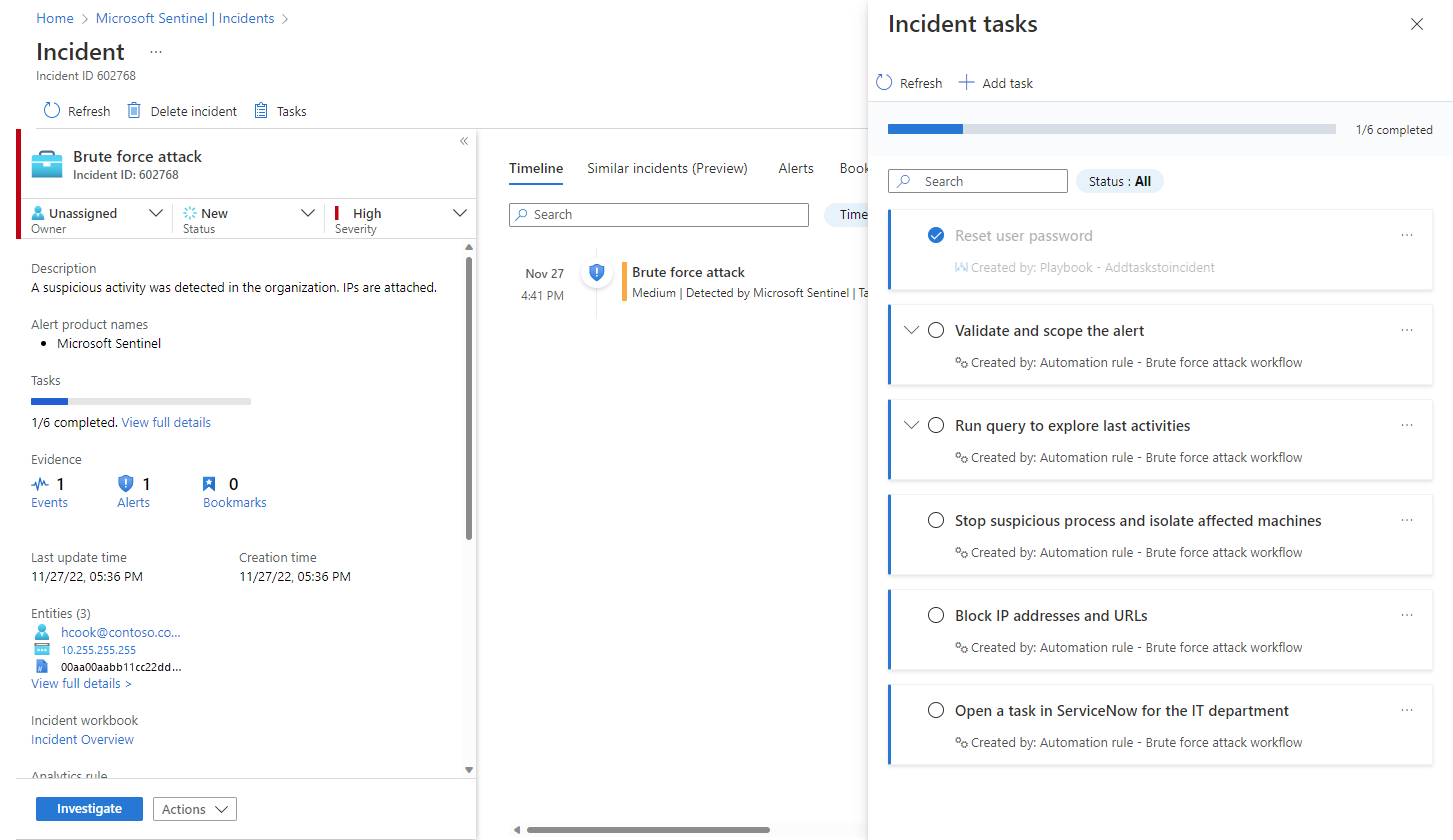 Home > Microsoft Sentinel | Incidents >
Incident ...
Incident ID 602768
Refresh Delete incident Tasks
«
Brute force attack
Incident ID: 602768
Unassigned New High
Owner Status Severity
Description
A suspicious activity was detected in the organization. IPs are attached.
Alert product names
• Microsoft Sentinel
Tasks
1/6 completed. View full details
Evidence
1 1 0
Events Alerts Bookmarks
Last update time Creation time
11/27/22, 05:36 PM 11/27/22, 05:36 PM
Entities (3)
hcook@contoso.co...
10.255.255.255
00aa00aabb11cc22dd...
View full details >
Incident workbook
Incident Overview
Analytics rule
Investigate Actions
Timeline Similar incidents (Preview) Alerts Book
Search Time
Nov 27 Brute force attack
4:41 PM Medium | Detected by Microsoft Sentinel | Ta
Incident tasks
Refresh Add task
1/6 completed
Search Status : All
Reset user password ...
Created by: Playbook - Addtaskstoincident
Validate and scope the alert ...
Created by: Automation rule - Brute force attack workflow
Run query to explore last activities ...
Created by: Automation rule - Brute force attack workflow
Stop suspicious process and isolate affected machines ...
Created by: Automation rule - Brute force attack workflow
Block IP addresses and URLs ...
Created by: Automation rule - Brute force attack workflow
Open a task in ServiceNow for the IT department ...
Created by: Automation rule - Brute force attack workflow